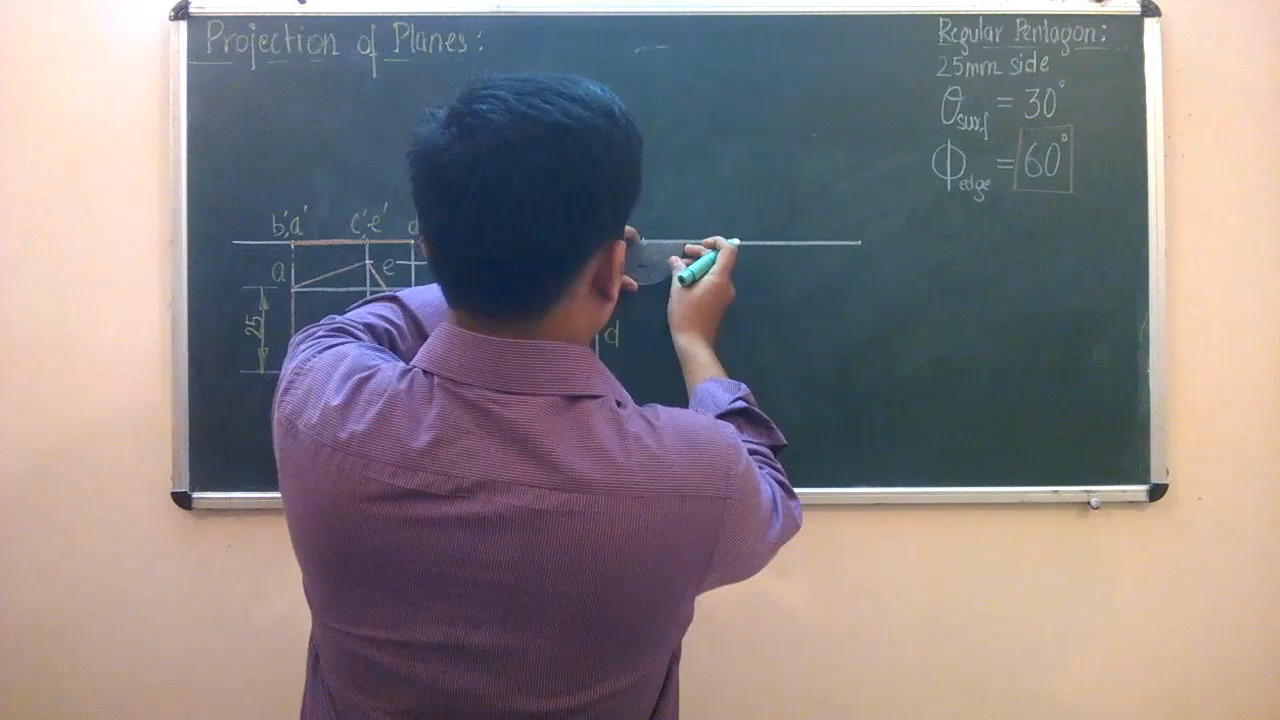 Projection of Planes:
Regular Pentagon:
25mm side
θsurf = 30°
ϕedge = 60°
b',a' c',e' d
a e
25
d